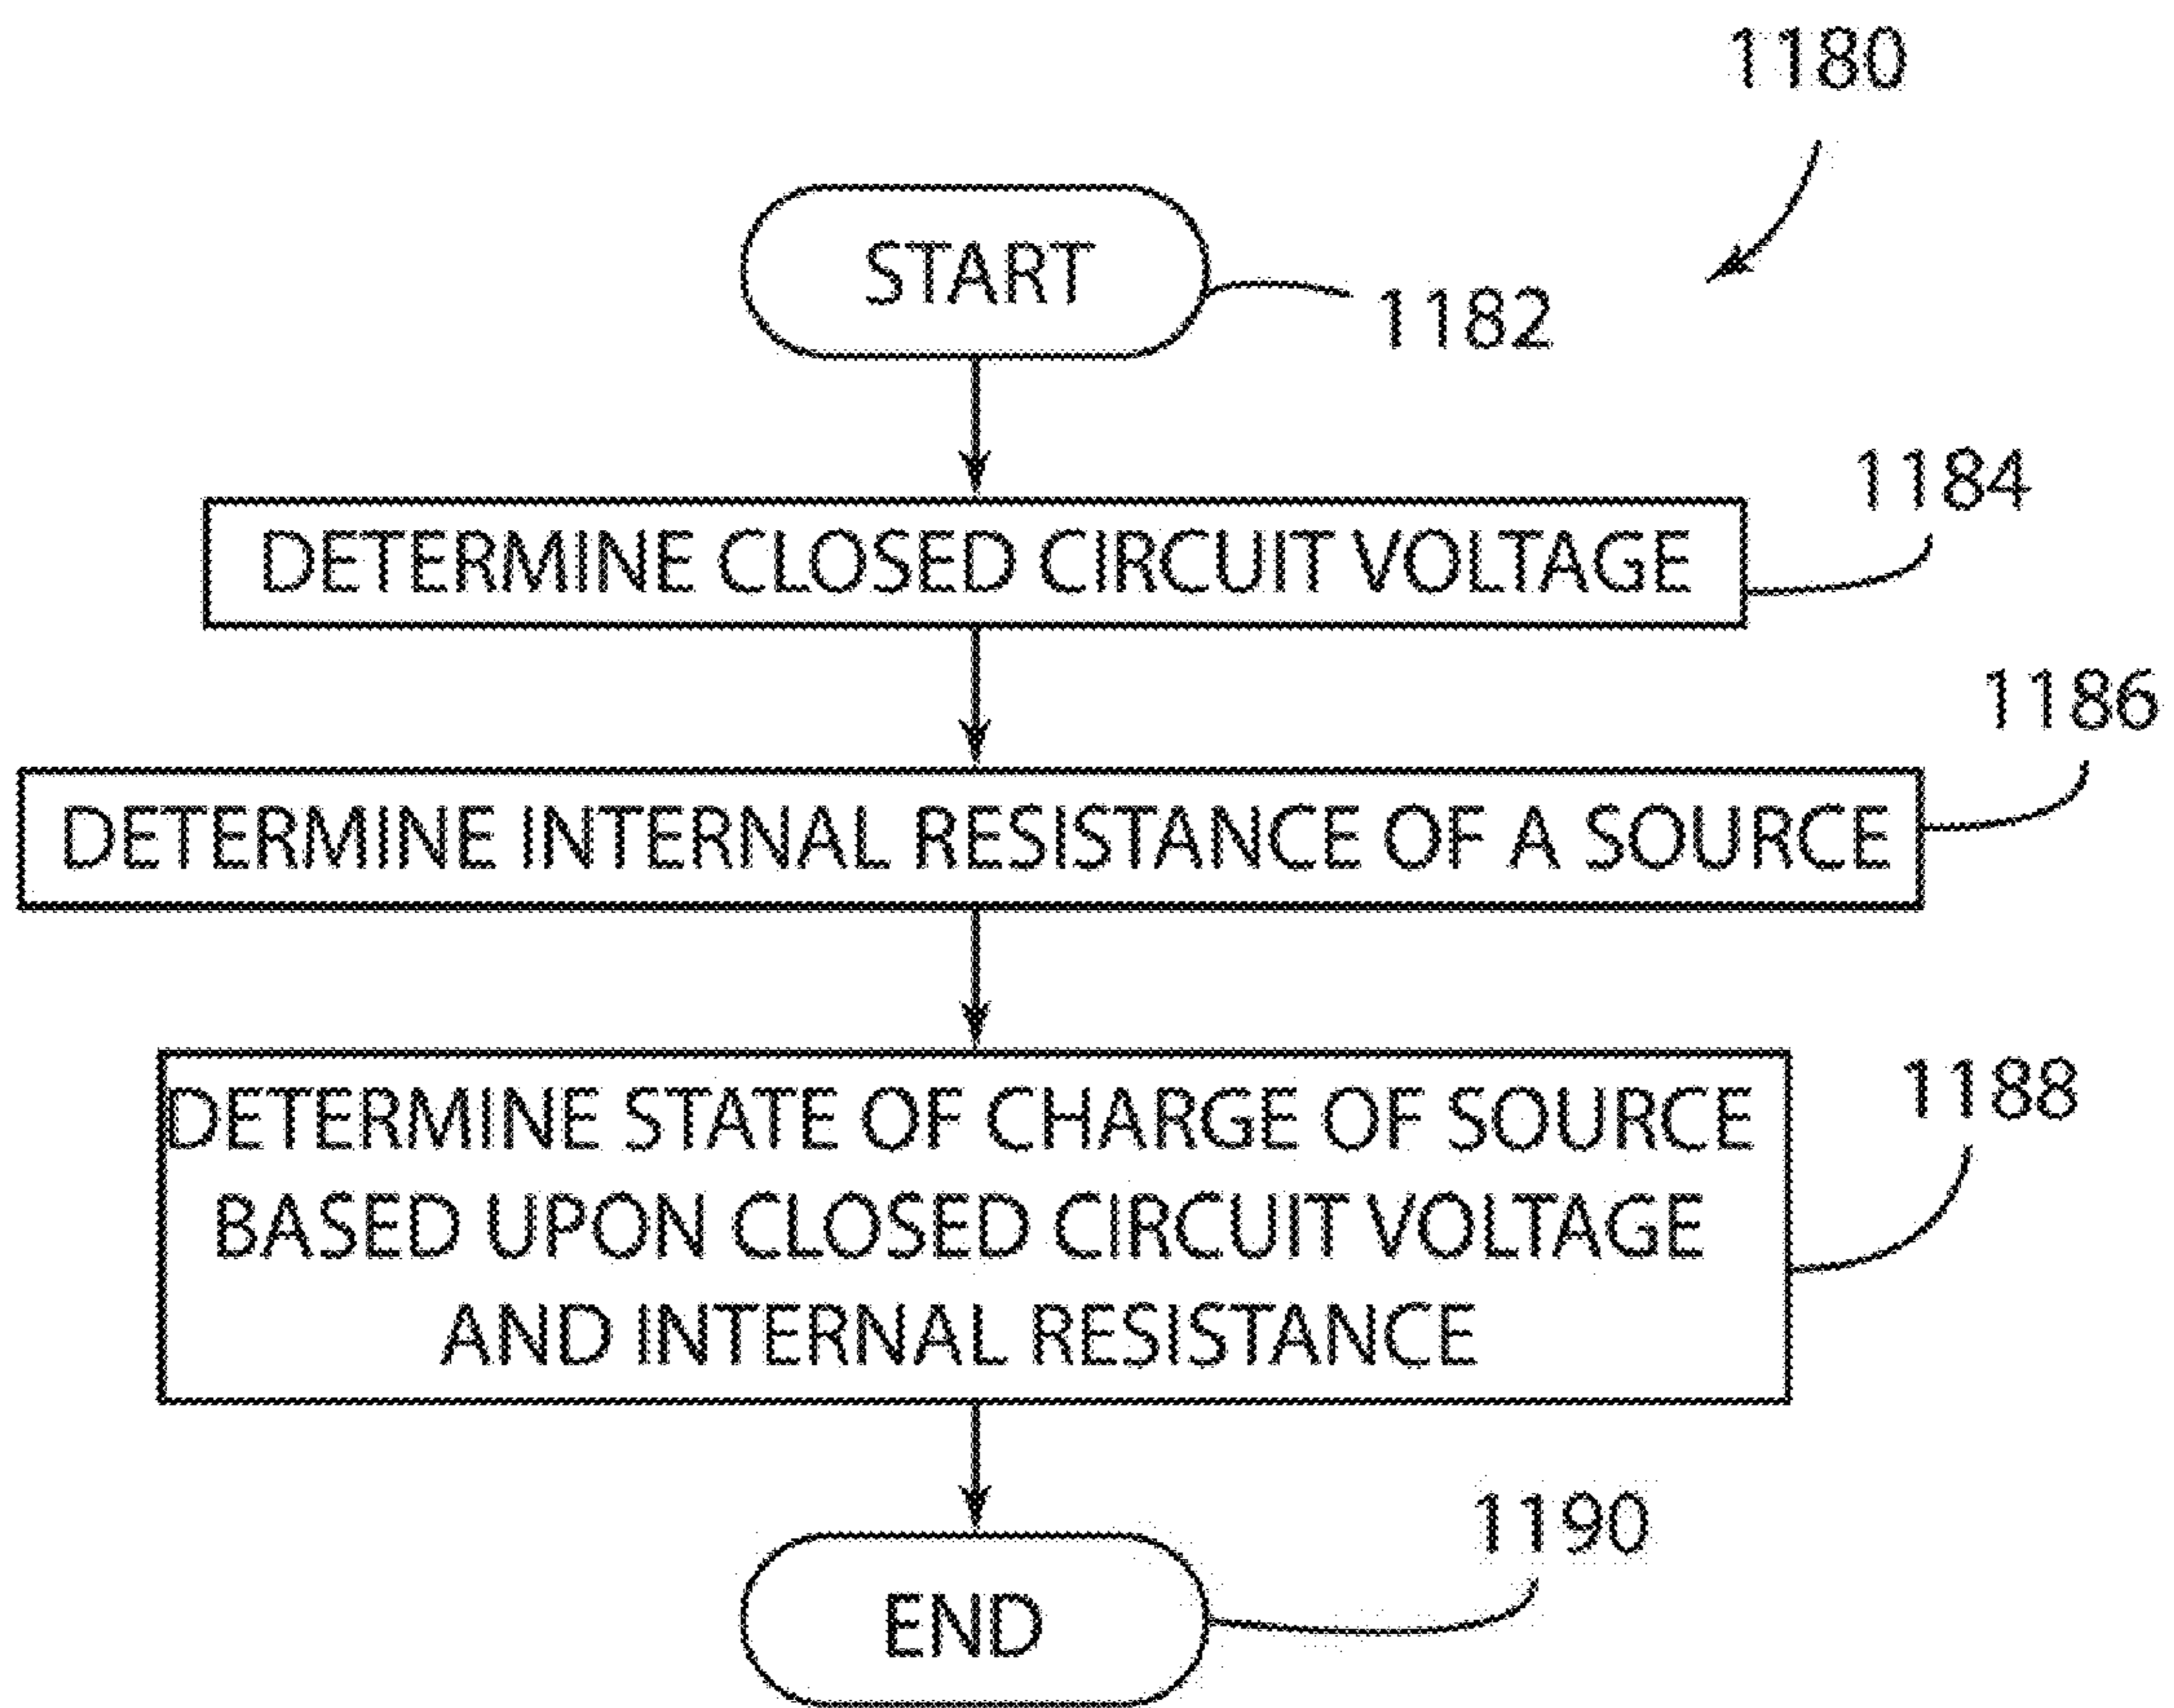 1180
START
1182
1184
DETERMINE CLOSED CIRCUIT VOLTAGE
1186
DETERMINE INTERNAL RESISTANCE OF A SOURCE
1188
DETERMINE STATE OF CHARGE OF SOURCE
BASED UPON CLOSED CIRCUIT VOLTAGE
AND INTERNAL RESISTANCE
1190
END